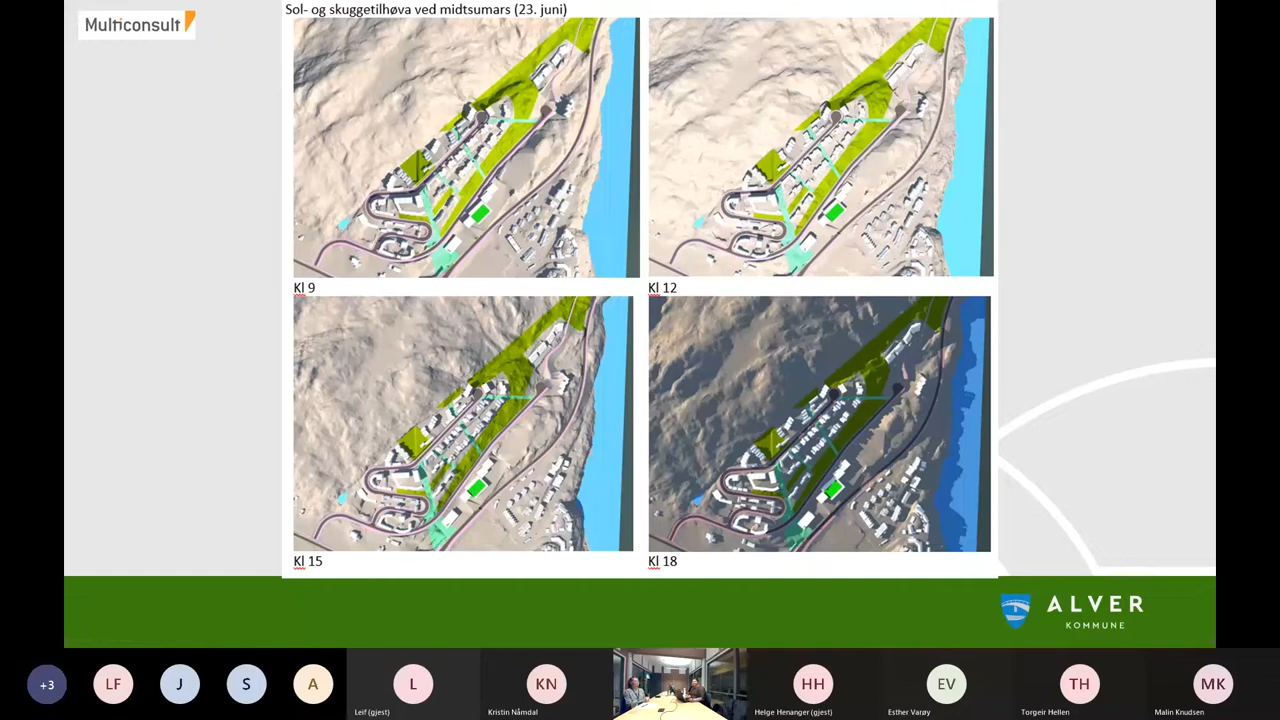 Multiconsult
Sol- og skuggetilhøva ved midtsumars (23. juni)
Kl 9
Kl 12
Kl 15
Kl 18
ALVER
KOMMUNE
+3
LF
J
S
A
L
KN
HH
EV
TH
MK
Leif (gjest)
Kristin Nåmdal
Helge Henanger (gjest)
Esther Varøy
Torgeir Hellen
Malin Knudsen